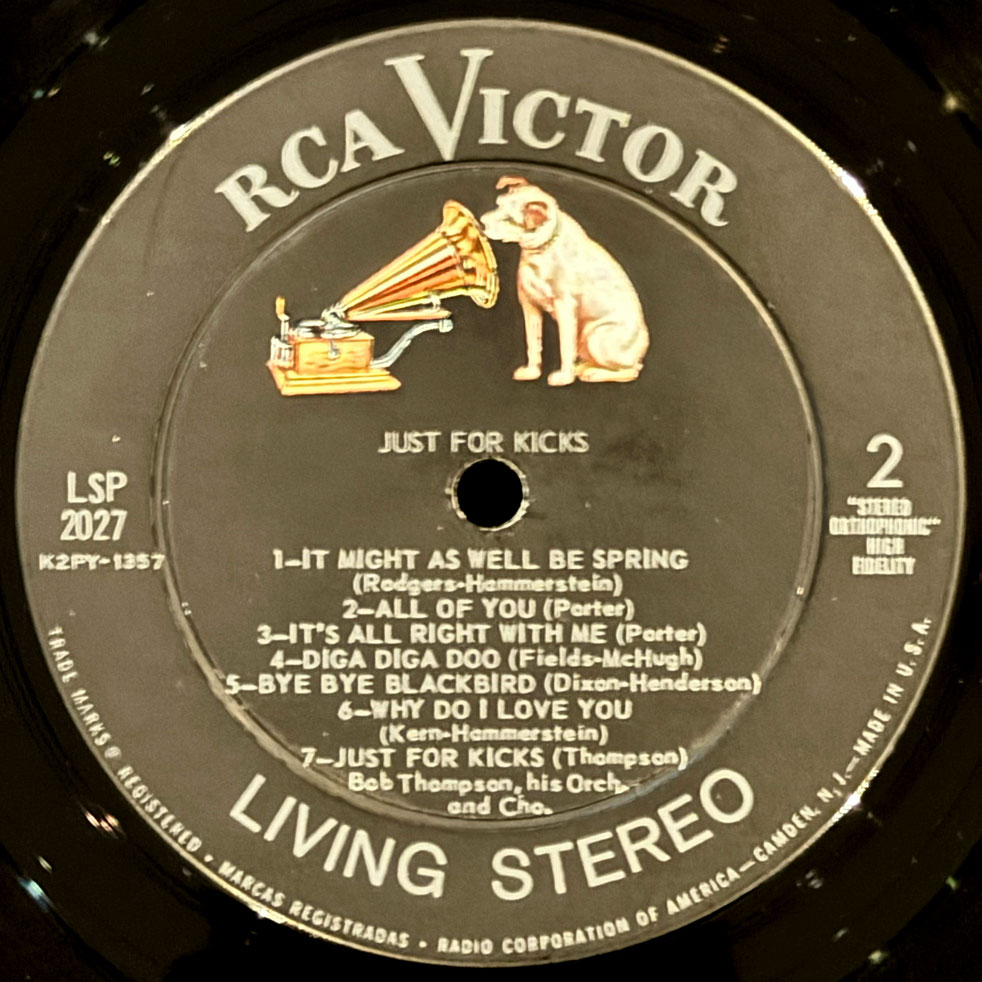 RCA VICTOR
JUST FOR KICKS
LSP
2027
K2PY-1357
2
"STEREO
ORTHOPHONIC"
HIGH
FIDELITY
1-IT MIGHT AS WELL BE SPRING
(Rodgers-Hammerstein)
2-ALL OF YOU (Porter)
3-IT'S ALL RIGHT WITH ME (Porter)
4-DIGA DIGA DOO (Fields-McHugh)
5-BYE BYE BLACKBIRD (Dixon-Henderson)
6-WHY DO I LOVE YOU
(Kern-Hammerstein)
7-JUST FOR KICKS (Thompson)
Bob Thompson, his Orch.
and Cho.
LIVING STEREO
TRADE MARKS ® REGISTERED • MARCAS REGISTRADAS • RADIO CORPORATION OF AMERICA—CAMDEN, N.J.—MADE IN U.S.A.